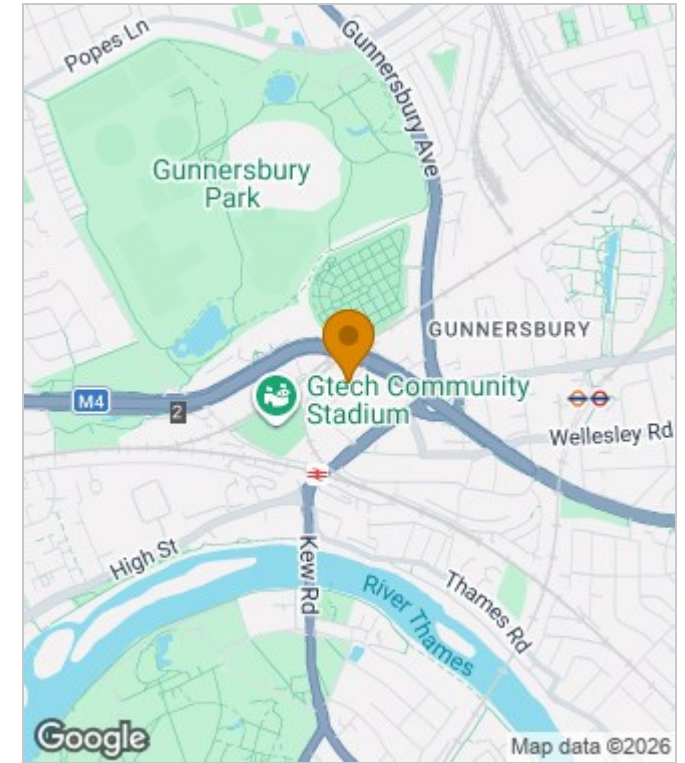 Popes Ln
Gunnersbury Ave
Gunnersbury
Park
GUNNERSBURY
M4
2
Gtech Community
Stadium
Wellesley Rd
High St
Kew Rd
Thames Rd
River Thames
Google
Map data ©2026